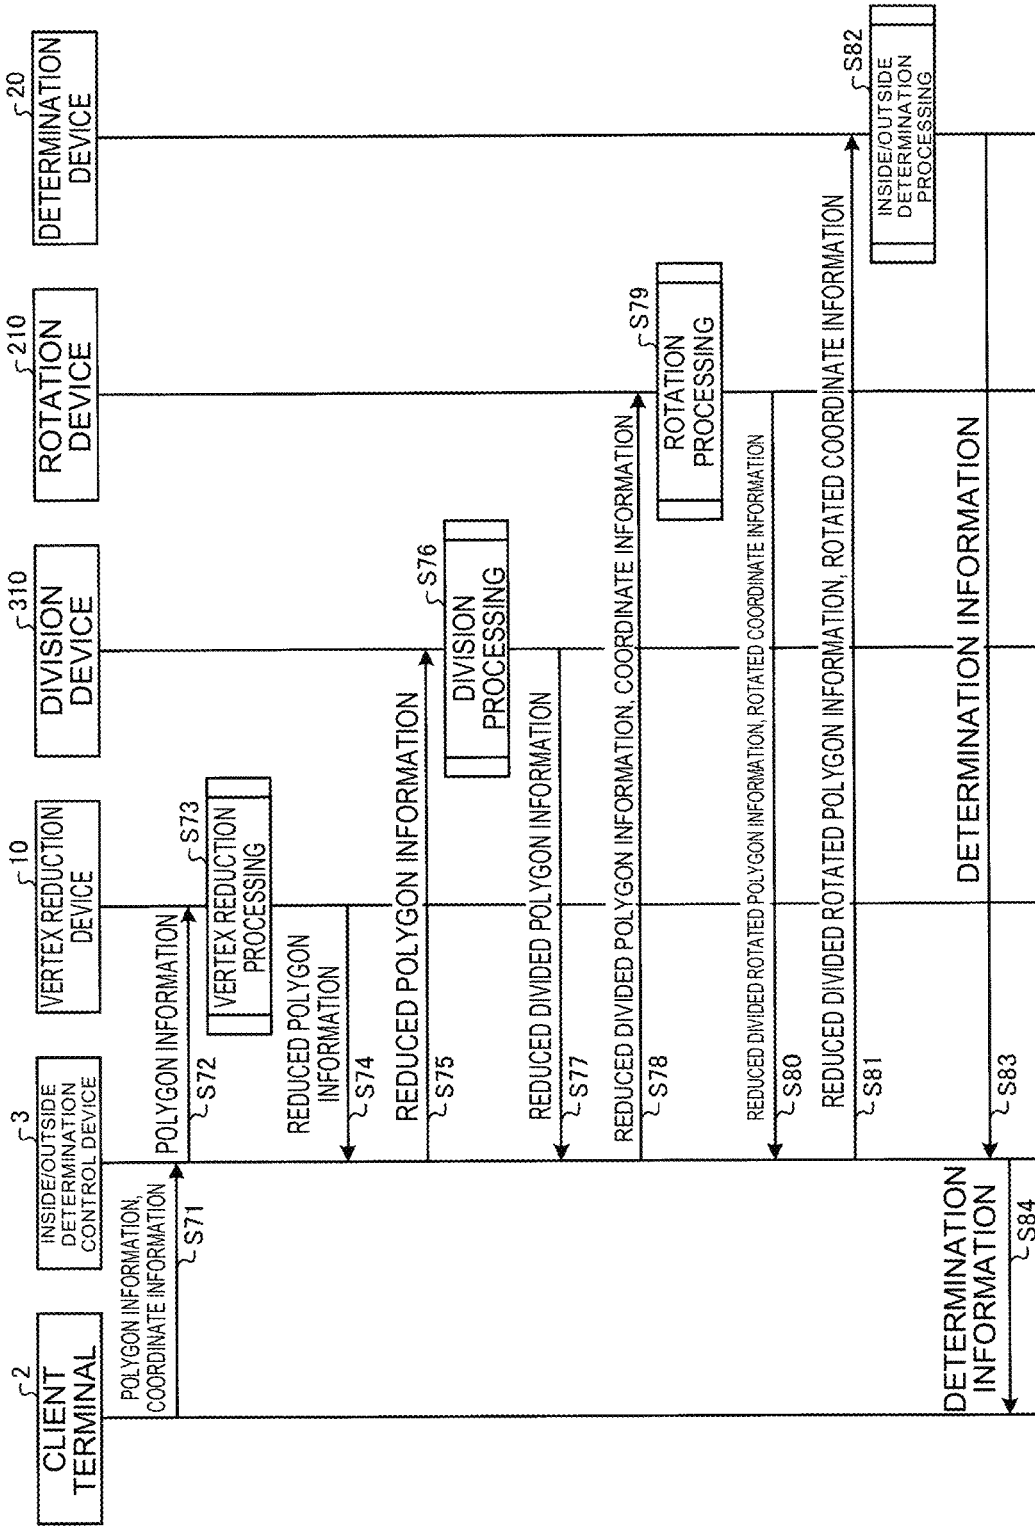 2
CLIENT
TERMINAL
3
INSIDE/OUTSIDE
DETERMINATION
CONTROL DEVICE
10
VERTEX REDUCTION
DEVICE
310
DIVISION
DEVICE
210
ROTATION
DEVICE
20
DETERMINATION
DEVICE
POLYGON INFORMATION,
COORDINATE INFORMATION
S71
POLYGON INFORMATION
S72
S73
VERTEX REDUCTION
PROCESSING
REDUCED POLYGON
INFORMATION
S74
REDUCED POLYGON INFORMATION
S75
S76
DIVISION
PROCESSING
REDUCED DIVIDED POLYGON INFORMATION
S77
REDUCED DIVIDED POLYGON INFORMATION, COORDINATE INFORMATION
S78
S79
ROTATION
PROCESSING
REDUCED DIVIDED ROTATED POLYGON INFORMATION, ROTATED COORDINATE INFORMATION
S80
REDUCED DIVIDED ROTATED POLYGON INFORMATION, ROTATED COORDINATE INFORMATION
S81
S82
INSIDE/OUTSIDE
DETERMINATION
PROCESSING
DETERMINATION INFORMATION
S83
DETERMINATION
INFORMATION
S84